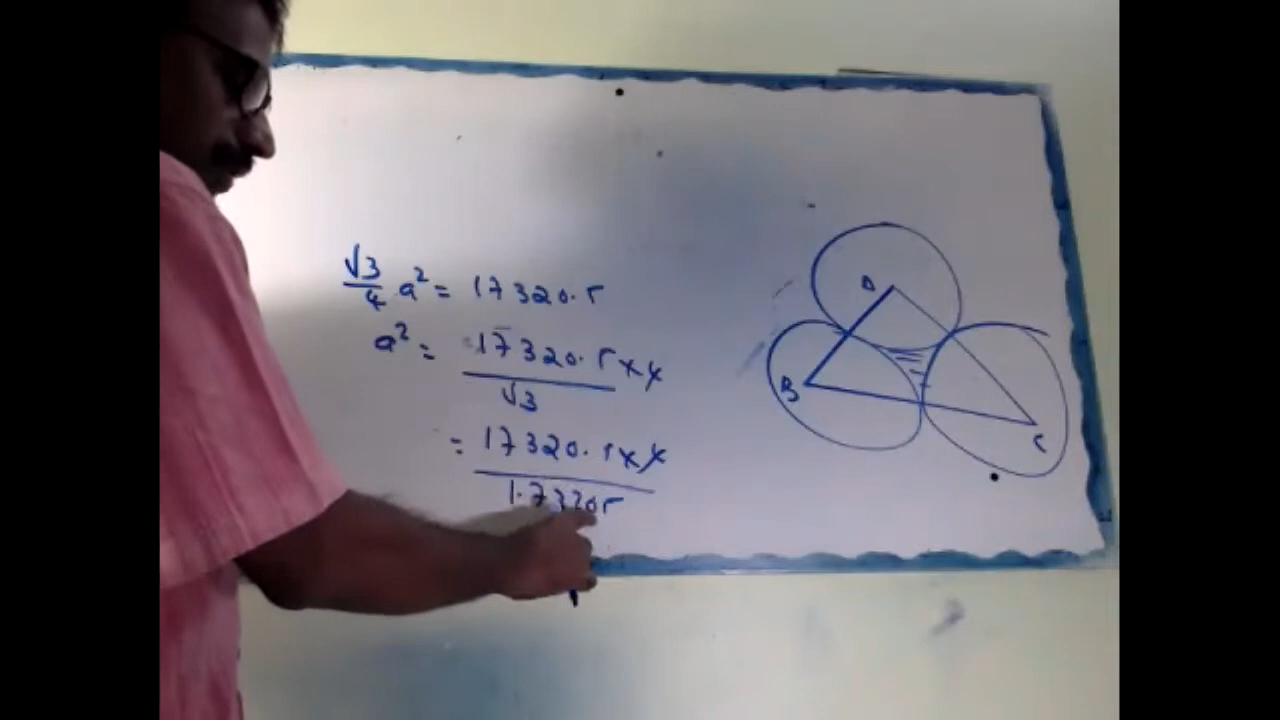 √3/4 a² = 17320.5
a² = 17320.5 x 4 / √3
= 17320.5 x 4 / 1.73205
A
B
C